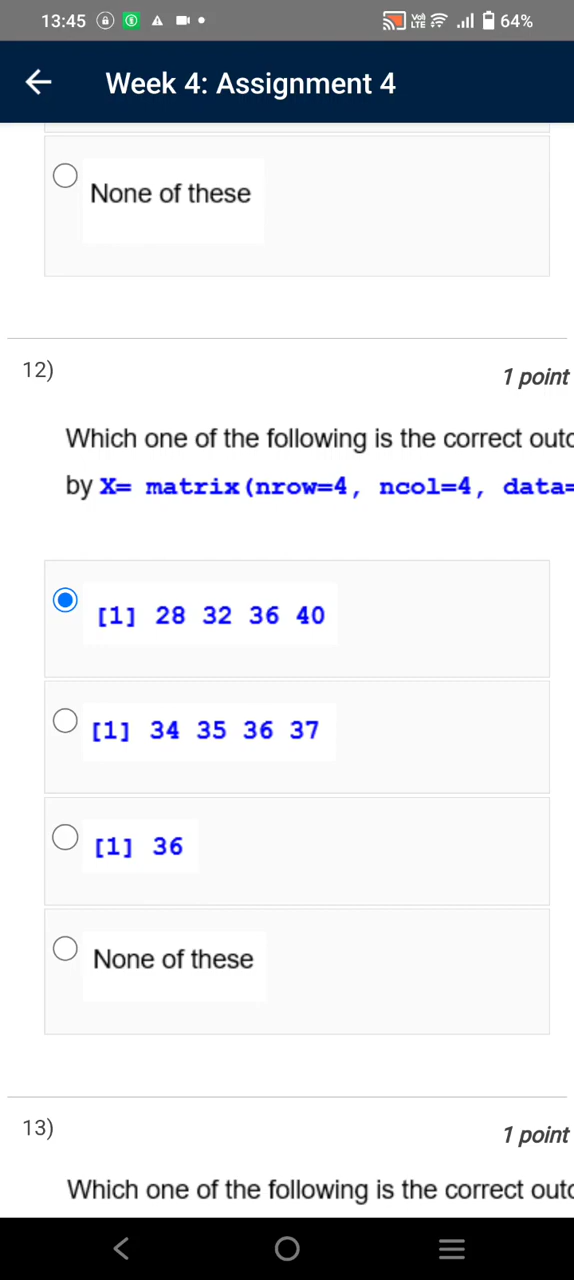 13:45 64%
Vo) LTE
Week 4: Assignment 4
None of these
12)
1 point
Which one of the following is the correct outc
by X= matrix(nrow=4, ncol=4, data=
[1] 28 32 36 40
[1] 34 35 36 37
[1] 36
None of these
13)
1 point
Which one of the following is the correct outc